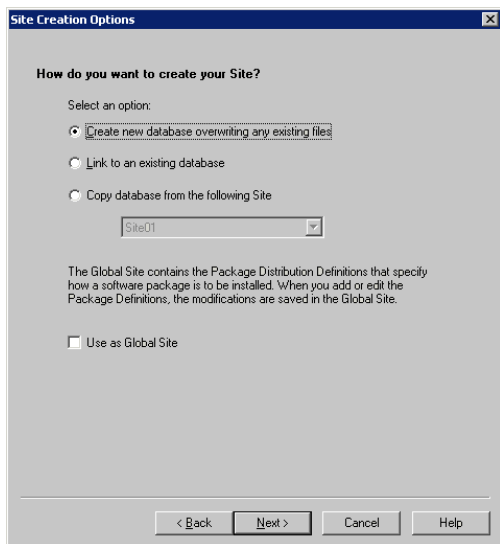 Site Creation Options
How do you want to create your Site?
Select an option:
Create new database overwriting any existing files
Link to an existing database
Copy database from the following Site
Site01
The Global Site contains the Package Distribution Definitions that specify
how a software package is to be installed. When you add or edit the
Package Definitions, the modifications are saved in the Global Site.
Use as Global Site
< Back
Next >
Cancel
Help